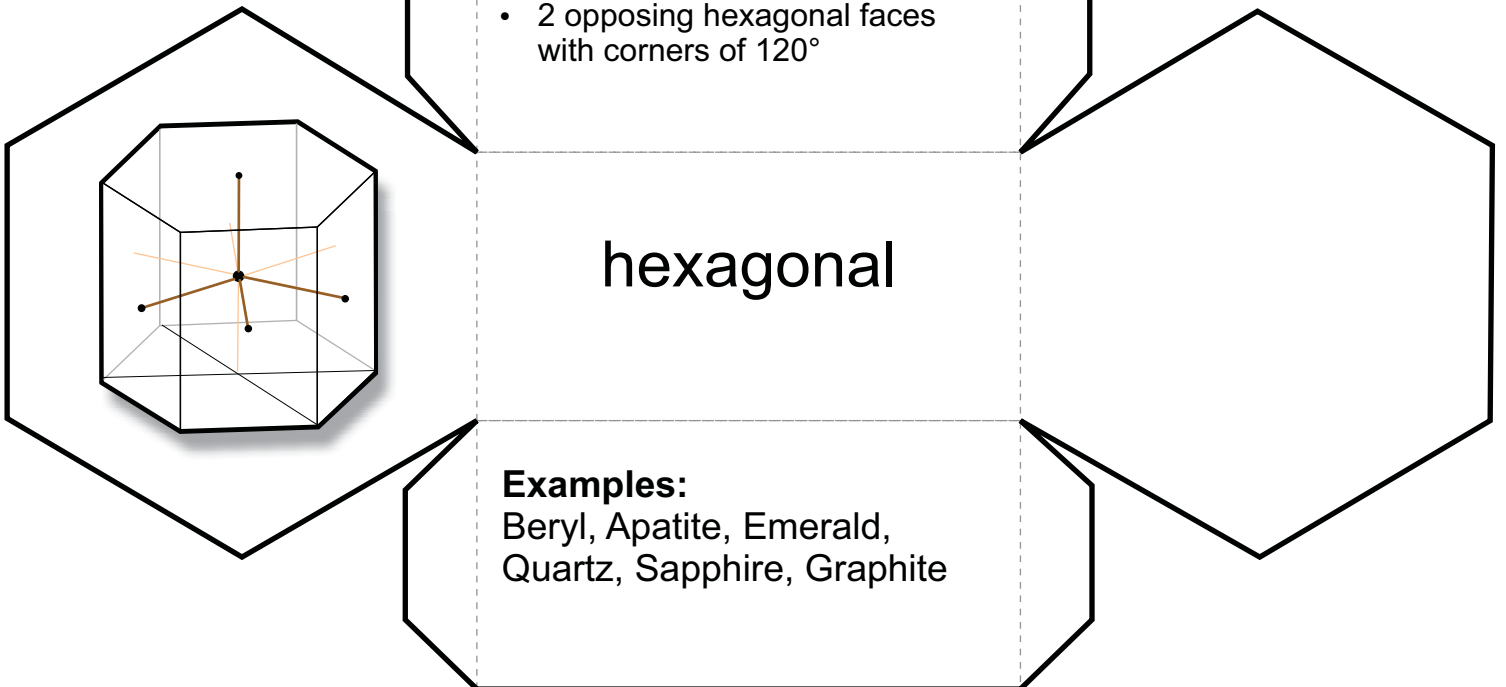 • 2 opposing hexagonal faces
with corners of 120°
hexagonal
Examples:
Beryl, Apatite, Emerald,
Quartz, Sapphire, Graphite